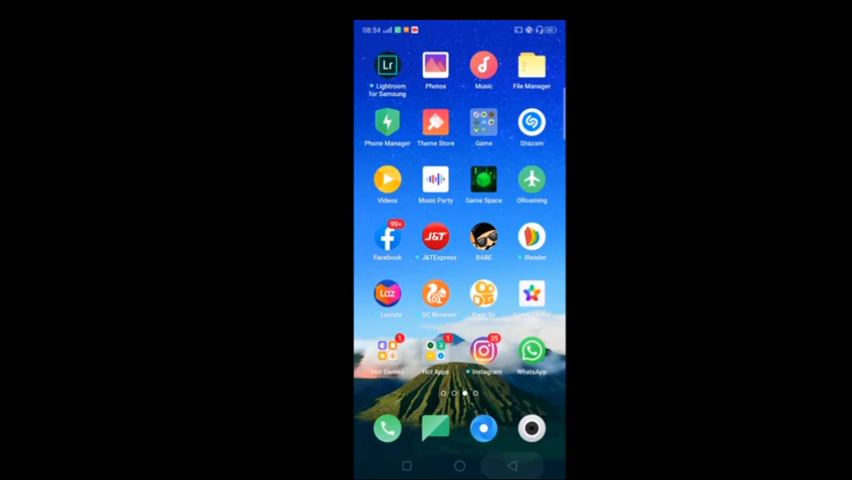 08:54
Lr
Lightroom
for Samsung
Photos
Music
File Manager
Phone Manager
Theme Store
Game
Shazam
Videos
Music Party
Game Space
ORoaming
99+
J&T
Facebook
J&TExpress
BABE
iReader
Laz
Lazada
UC Browser
1
1
35
Hot Games
Hot Apps
Instagram
WhatsApp